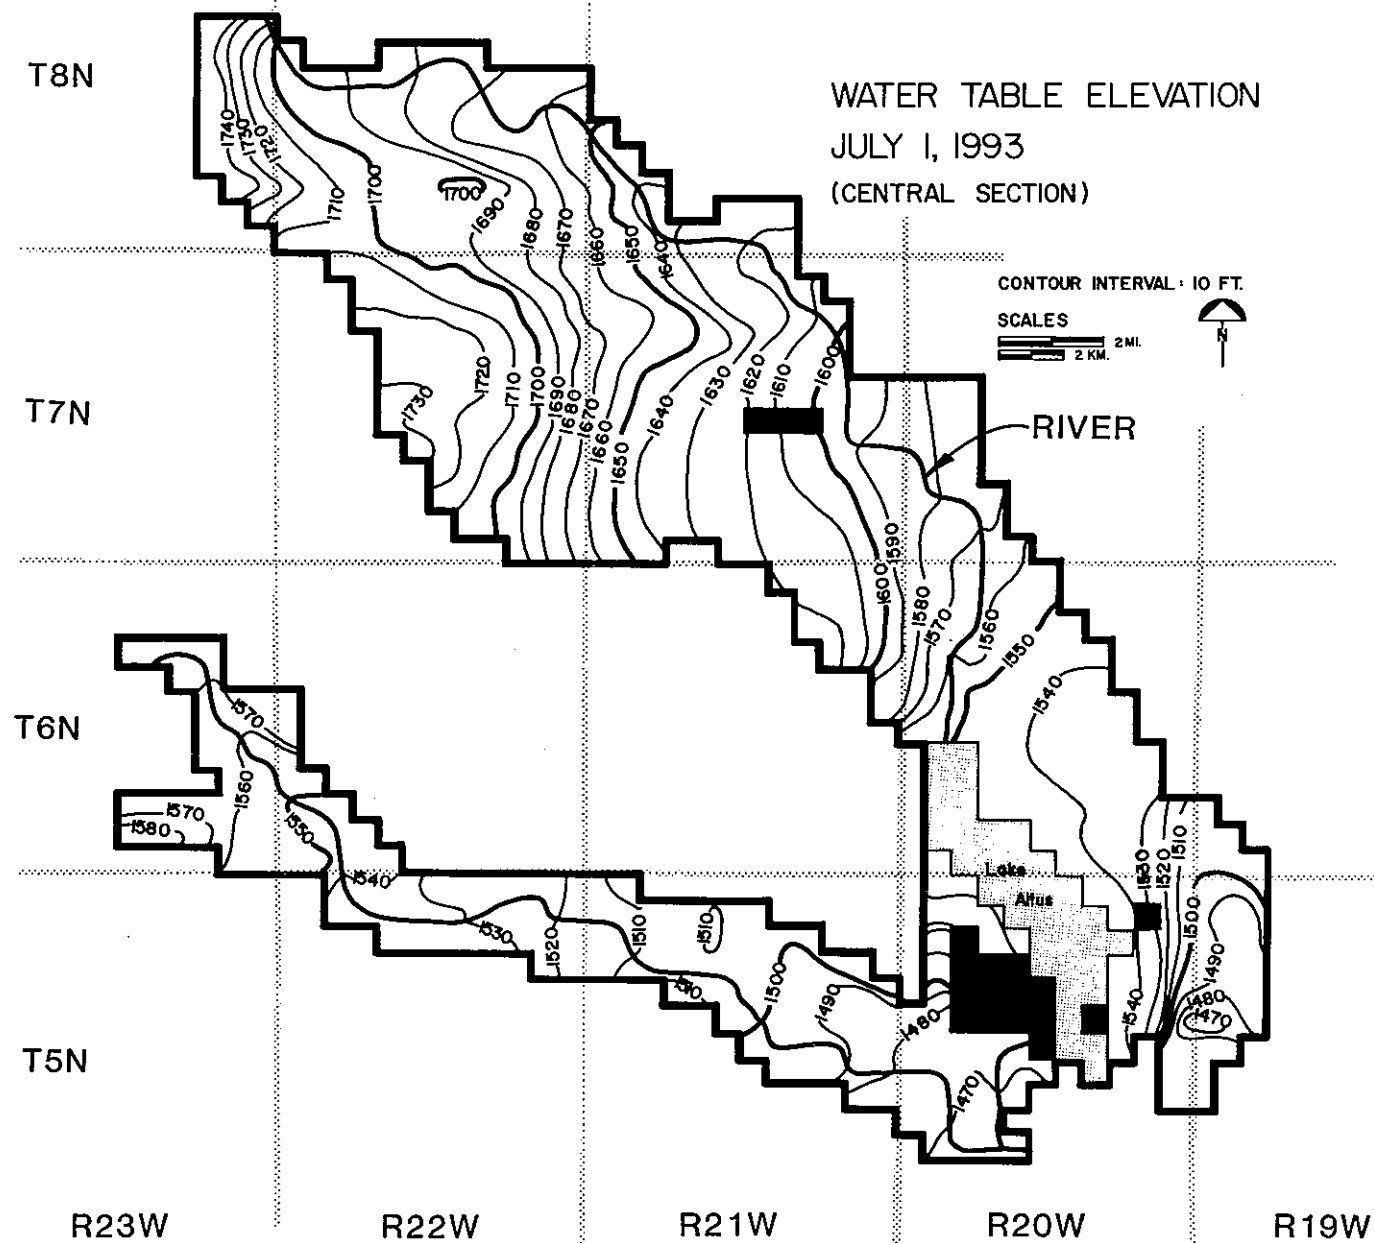 T8N
WATER TABLE ELEVATION
JULY 1, 1993
(CENTRAL SECTION)
1740
1730
1720
1710
1700
1700
1690
1680
1670
1660
1650
1640
CONTOUR INTERVAL: 10 FT.
SCALES
2 MI.
2 KM.
N
T7N
1730
1720
1710
1700
1690
1680
1670
1660
1650
1640
1630
1620
1610
1600
RIVER
1600
1590
1580
1570
1560
1550
1540
T6N
1570
1560
1570
1580
1550
1540
1530
1520
1510
1510
1510
1500
1490
1480
1470
Lake
Altus
1530
1520
1510
1500
1490
1480
1470
1540
T5N
R23W
R22W
R21W
R20W
R19W